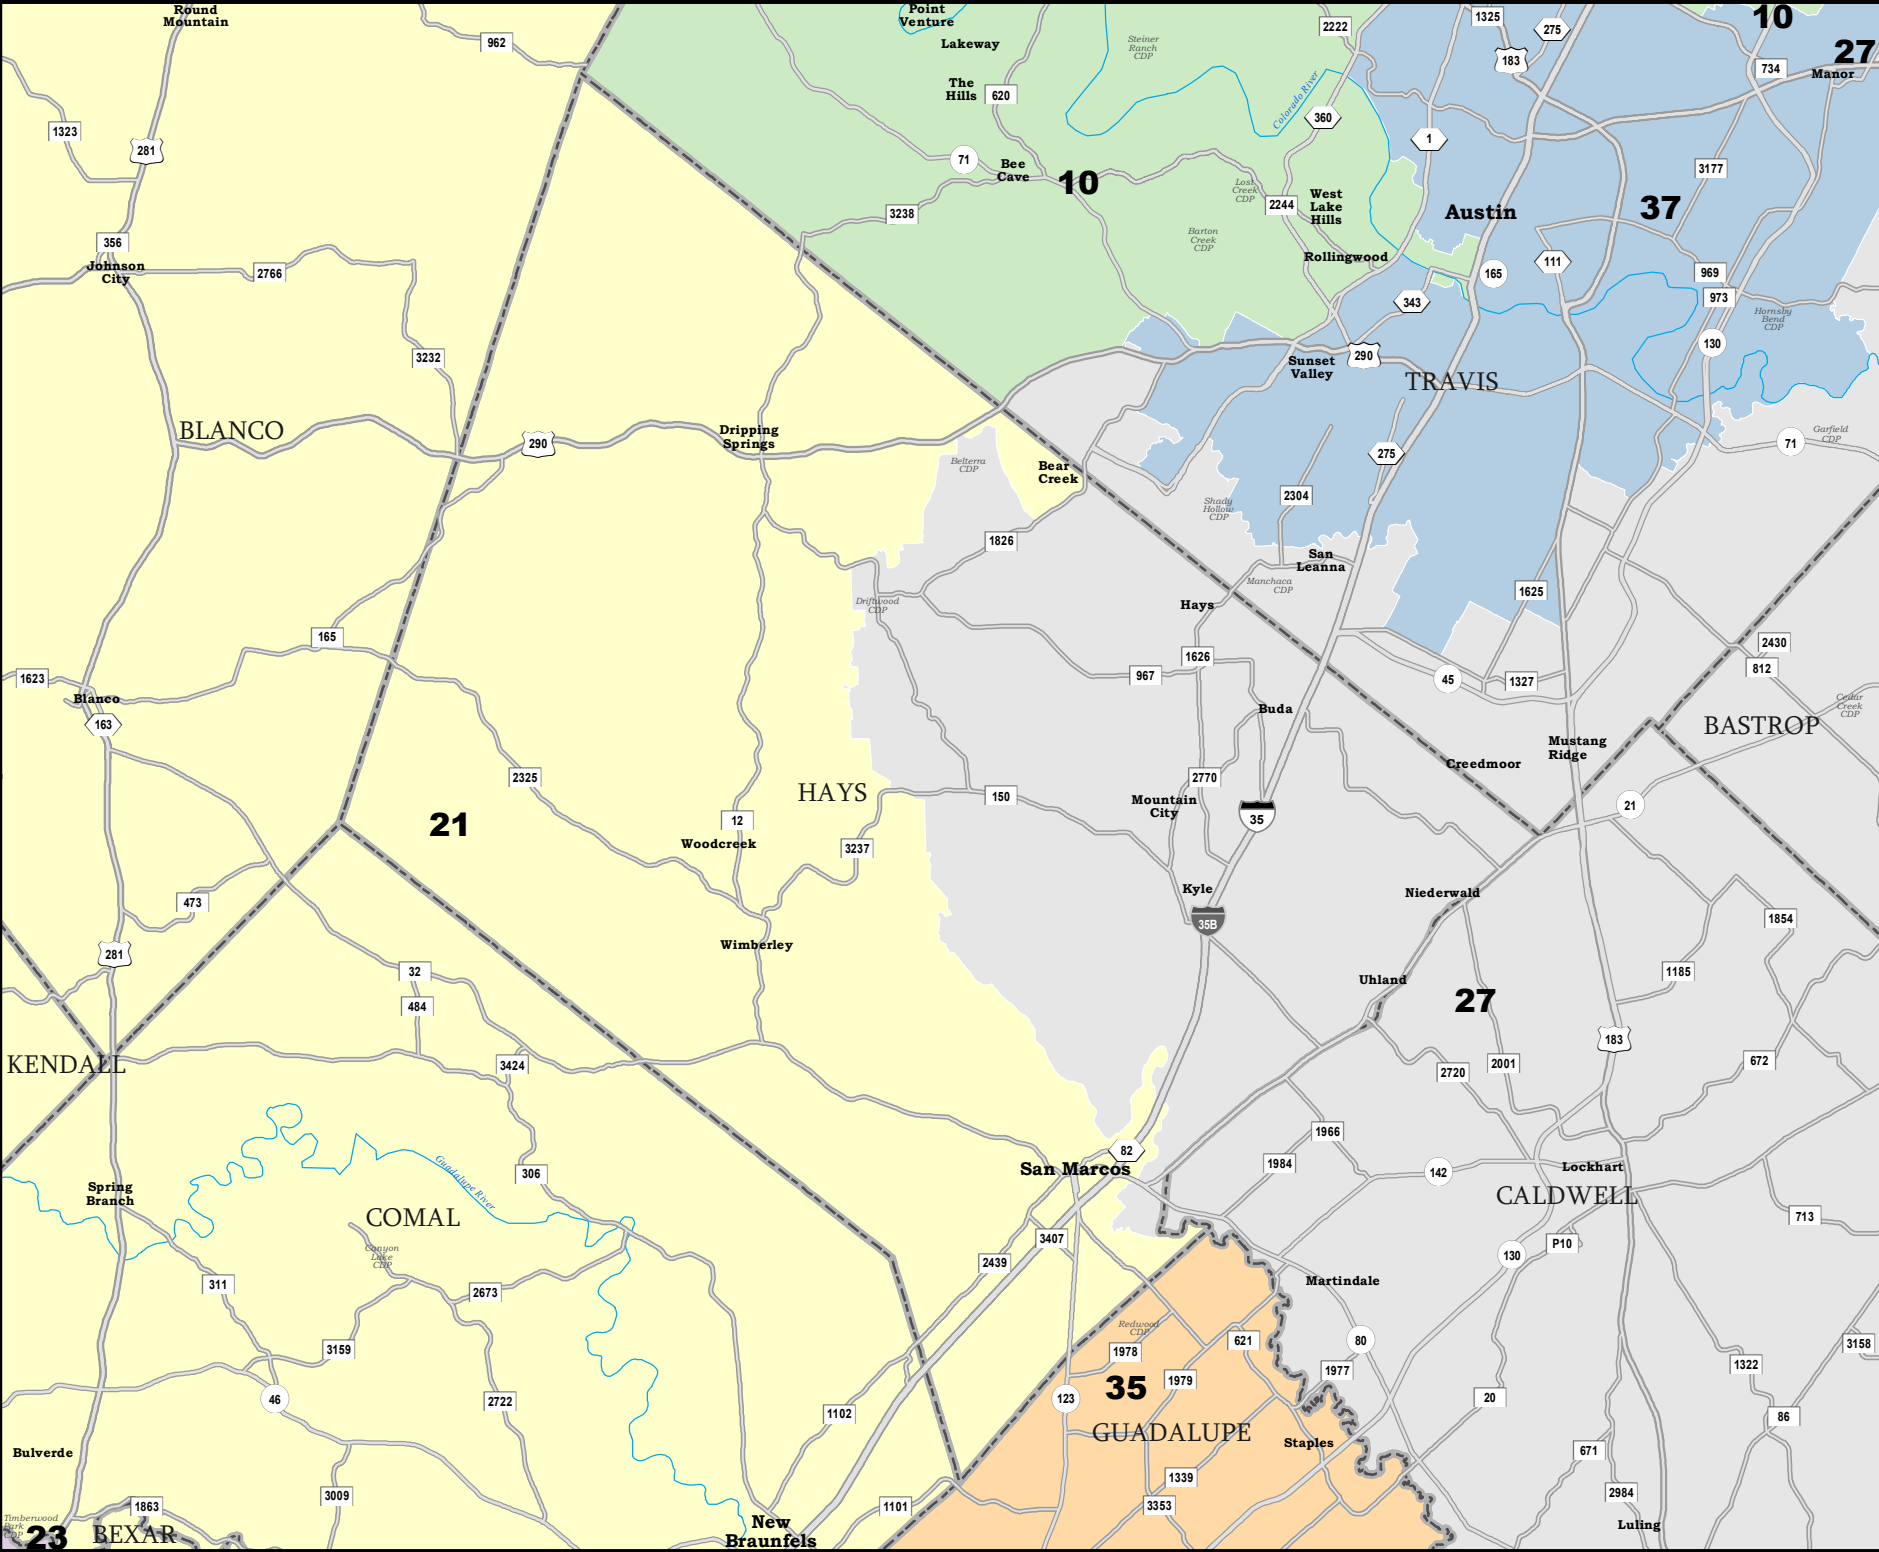 Round
Mountain
962
Point
Venture
Lakeway
Steiner
Ranch
CDP
2222
1325
275
10
183
27
734
Manor
The
Hills
620
Colorado River
360
1323
281
1
71
Bee
Cave
10
3177
Lost
Creek
CDP
2244
West
Lake
Hills
37
3238
Austin
Barton
Creek
CDP
356
Johnson
City
2766
Rollingwood
111
165
969
973
343
Hornsby
Bend
CDP
130
3232
Sunset
Valley
290
TRAVIS
BLANCO
290
Dripping
Springs
Garfield
CDP
71
Belterra
CDP
Bear
Creek
275
2304
Shady
Hollow
CDP
1826
San
Leanna
Manchaca
CDP
1625
Driftwood
CDP
Hays
165
2430
812
1626
1623
967
45
1327
Blanco
163
Buda
Cedar
Creek
CDP
BASTROP
Mustang
Ridge
Creedmoor
2325
2770
HAYS
150
Mountain
City
21
35
21
12
Woodcreek
3237
Kyle
35B
Niederwald
473
1854
Wimberley
281
32
Uhland
1185
484
27
183
KENDALL
3424
2720
2001
672
1966
82
1984
142
Lockhart
San Marcos
306
Guadalupe River
Spring
Branch
CALDWELL
COMAL
713
3407
P10
Canyon
Lake
CDP
2439
130
311
2673
Martindale
Redwood
CDP
621
80
3159
1978
3158
1977
1322
1979
35
46
2722
123
20
1102
86
GUADALUPE
Staples
Bulverde
671
1339
3009
2984
1863
1101
3353
Timberwood
Park
CDP
23
BEXAR
New
Braunfels
Luling